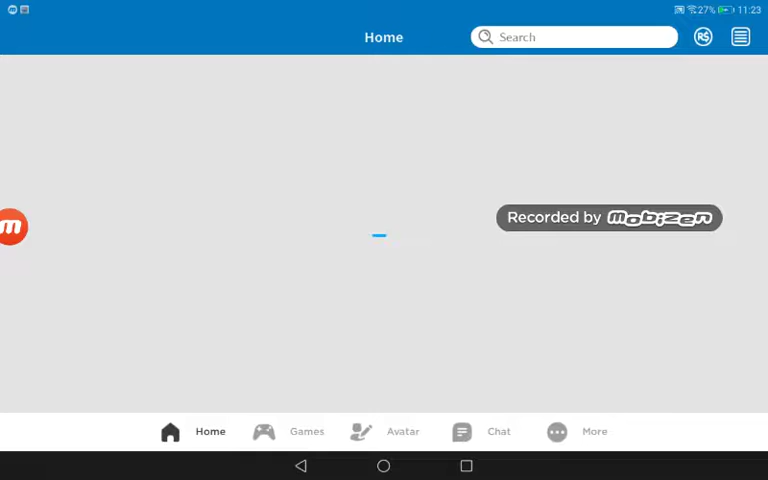 27% 11:23
Home
Search
R$
m
Recorded by mobizen
Home
Games
Avatar
Chat
More